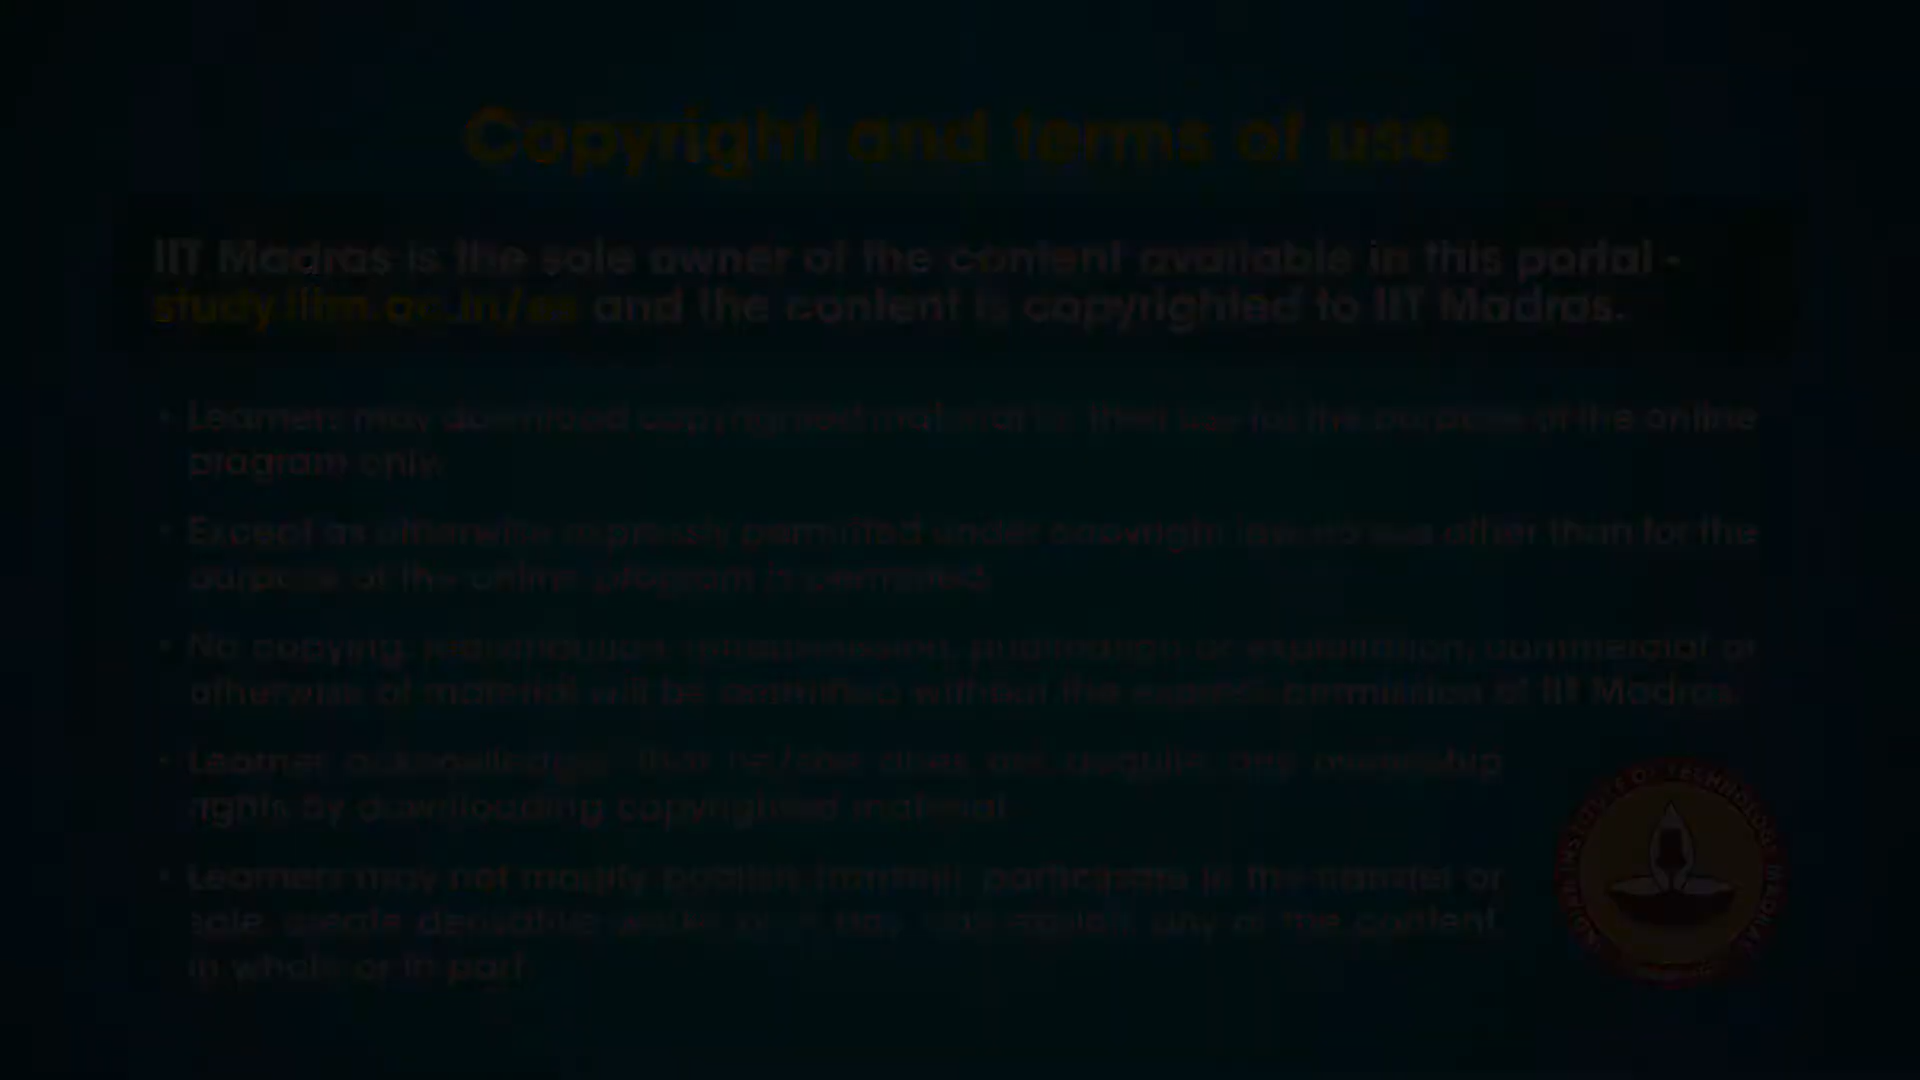 Copyright and terms of use
IIT Madras is the sole owner of the content available in this portal -
study.iitm.ac.in/es and the content is copyrighted to IIT Madras.
• Learners may download copyrighted material for their use for the purpose of the online
program only.
• Except as otherwise expressly permitted under copyright law, no use other than for the
purpose of the online program is permitted.
• No copying, redistribution, retransmission, publication or exploitation, commercial or
otherwise of material will be permitted without the express permission of IIT Madras.
• Learner acknowledges that he/she does not acquire any ownership
rights by downloading copyrighted material
• Learners may not modify, publish, transmit, participate in the transfer or
sale, create derivative works or in any way exploit any of the content,
in whole or in part
INDIAN INSTITUTE OF TECHNOLOGY MADRAS